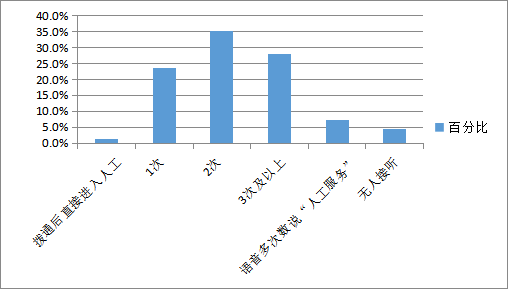 40.0%
35.0%
30.0%
25.0%
20.0%
15.0%
10.0%
5.0%
0.0%
拨通后直接进入人工
1次
2次
3次及以上
语音多次数说“人工服务”
无人接听
百分比